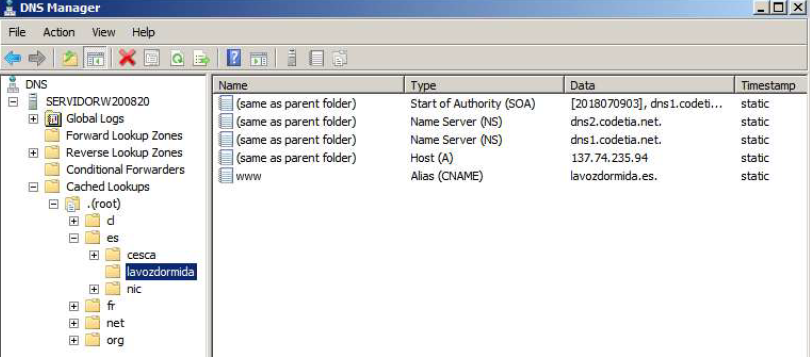 DNS Manager
File Action View Help
DNS
SERVIDORW200820
Global Logs
Forward Lookup Zones
Reverse Lookup Zones
Conditional Forwarders
Cached Lookups
.(root)
cl
es
cesca
lavozdormida
nic
fr
net
org
Name Type Data Timestamp
(same as parent folder) Start of Authority (SOA) [2018070903], dns1.codeti... static
(same as parent folder) Name Server (NS) dns2.codetia.net. static
(same as parent folder) Name Server (NS) dns1.codetia.net. static
(same as parent folder) Host (A) 137.74.235.94 static
www Alias (CNAME) lavozdormida.es. static